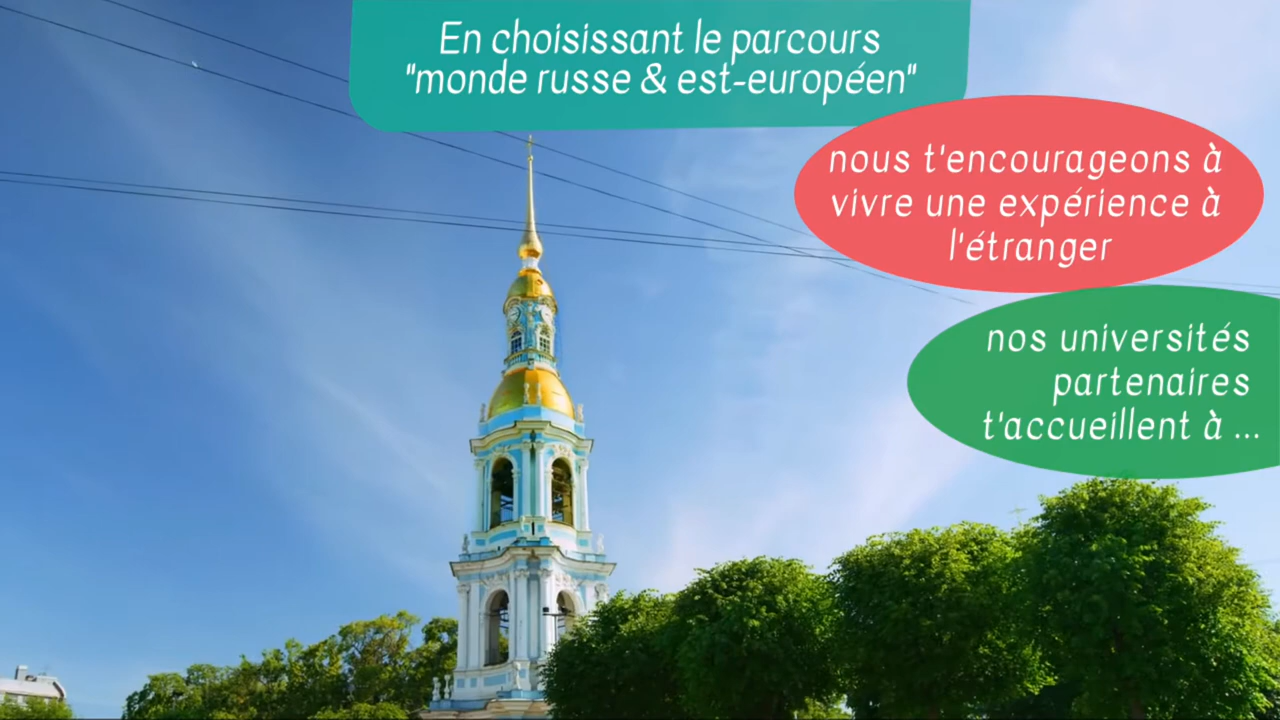 En choisissant le parcours
"monde russe & est-européen"
nous t'encourageons à
vivre une expérience à
l'étranger
nos universités
partenaires
t'accueillent à ...